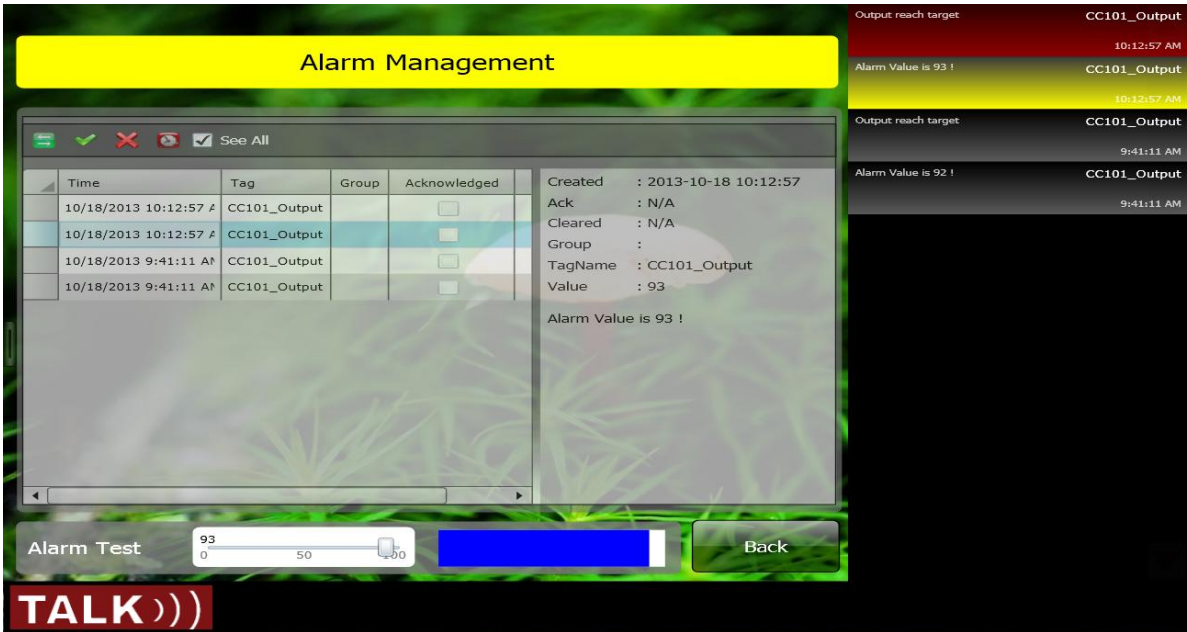 Alarm Management
See All
Time Tag Group Acknowledged
10/18/2013 10:12:57 A CC101_Output
10/18/2013 10:12:57 A CC101_Output
10/18/2013 9:41:11 AM CC101_Output
10/18/2013 9:41:11 AM CC101_Output
Created : 2013-10-18 10:12:57
Ack : N/A
Cleared : N/A
Group :
TagName : CC101_Output
Value : 93
Alarm Value is 93 !
Alarm Test
93
0 50 100
Back
TALK)))
Output reach target CC101_Output
10:12:57 AM
Alarm Value is 93 ! CC101_Output
10:12:57 AM
Output reach target CC101_Output
9:41:11 AM
Alarm Value is 92 ! CC101_Output
9:41:11 AM